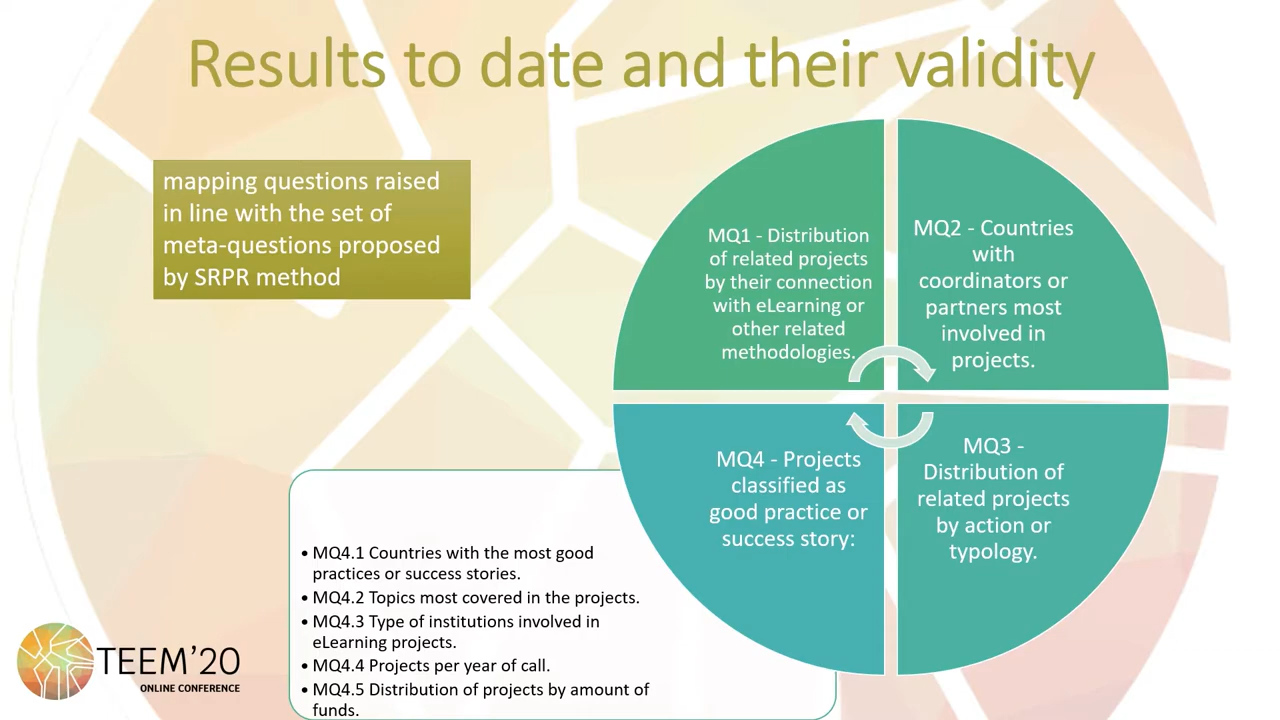 Results to date and their validity
mapping questions raised
in line with the set of
meta-questions proposed
by SRPR method
MQ1 - Distribution
of related projects
by their connection
with eLearning or
other related
methodologies.
MQ2 - Countries
with
coordinators or
partners most
involved in
projects.
MQ4 - Projects
classified as
good practice or
success story:
MQ3 -
Distribution of
related projects
by action or
typology.
• MQ4.1 Countries with the most good
practices or success stories.
• MQ4.2 Topics most covered in the projects.
• MQ4.3 Type of institutions involved in
eLearning projects.
• MQ4.4 Projects per year of call.
• MQ4.5 Distribution of projects by amount of
funds.
TEEM'20
ONLINE CONFERENCE